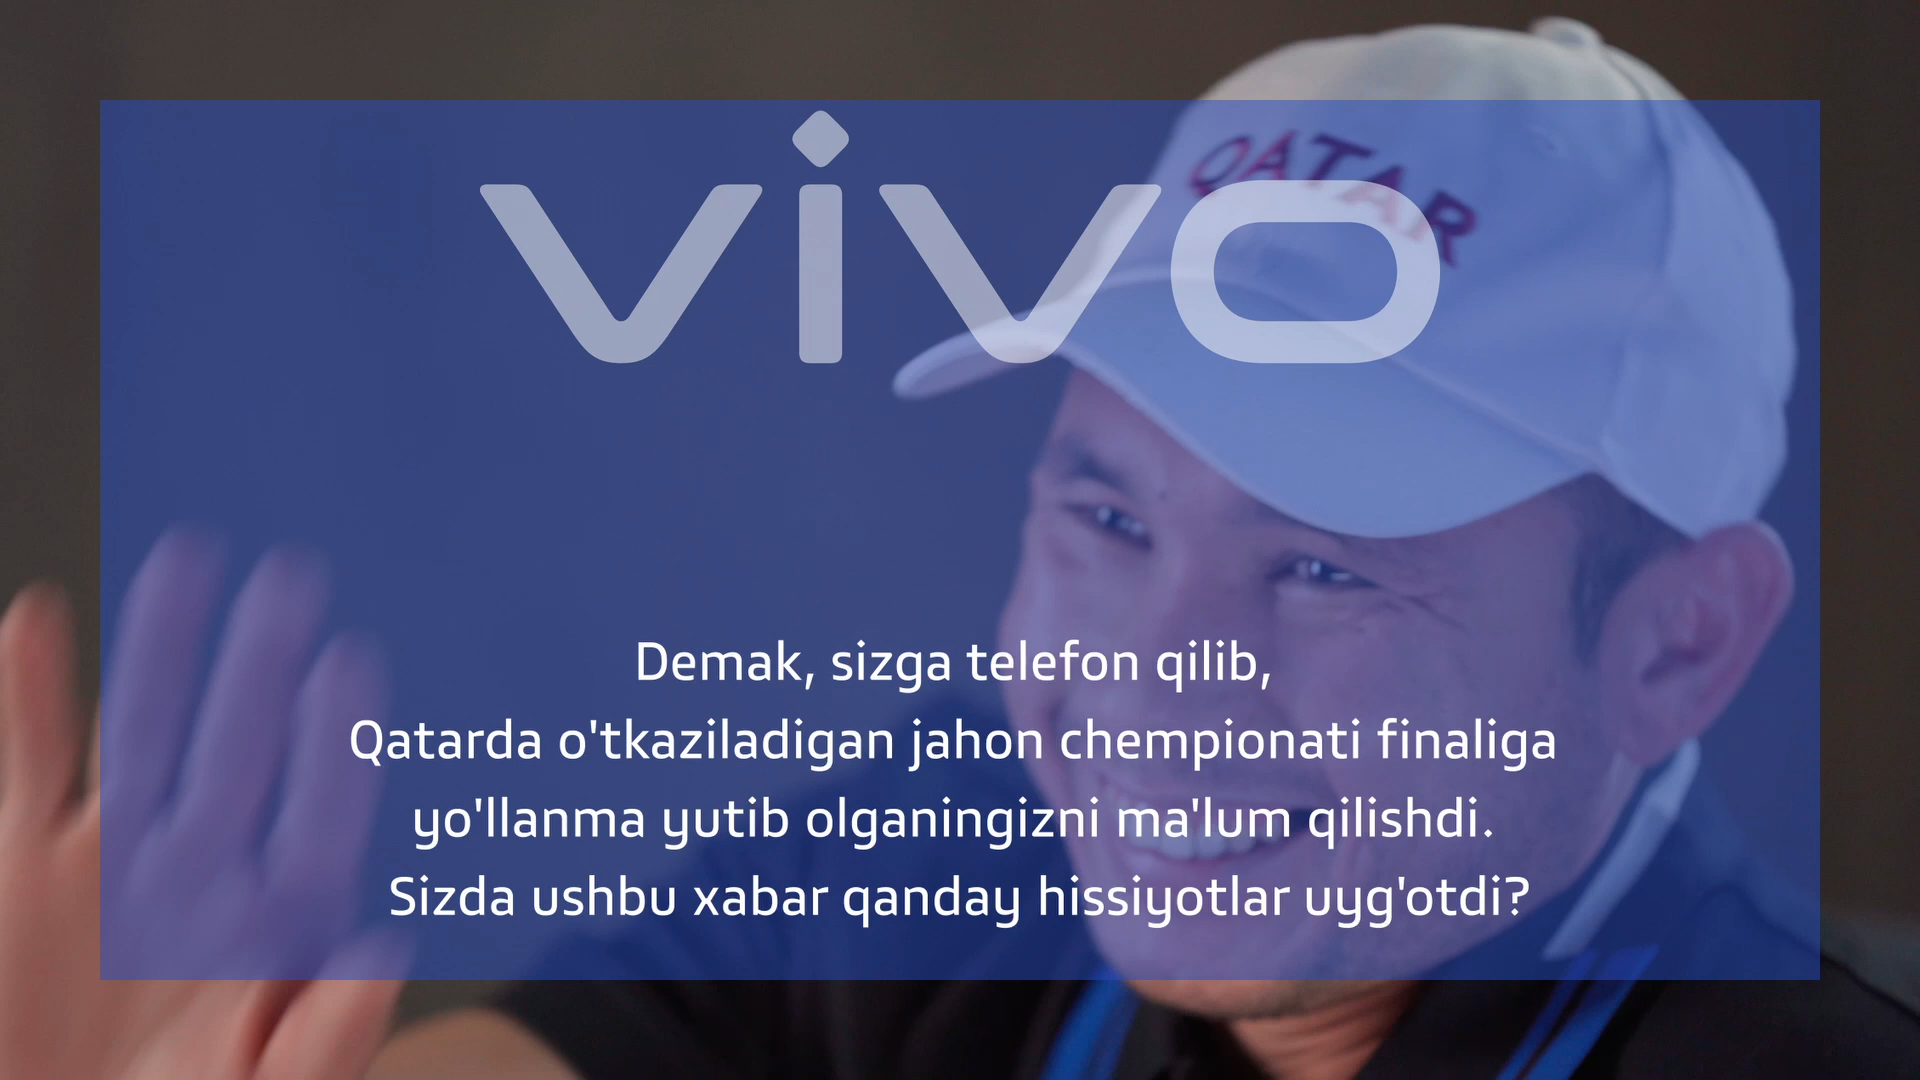 vivo
QATAR
Demak, sizga telefon qilib,
Qatarda o'tkaziladigan jahon chempionati finaliga
yo'llanma yutib olganingizni ma'lum qilishdi.
Sizda ushbu xabar qanday hissiyotlar uyg'otdi?